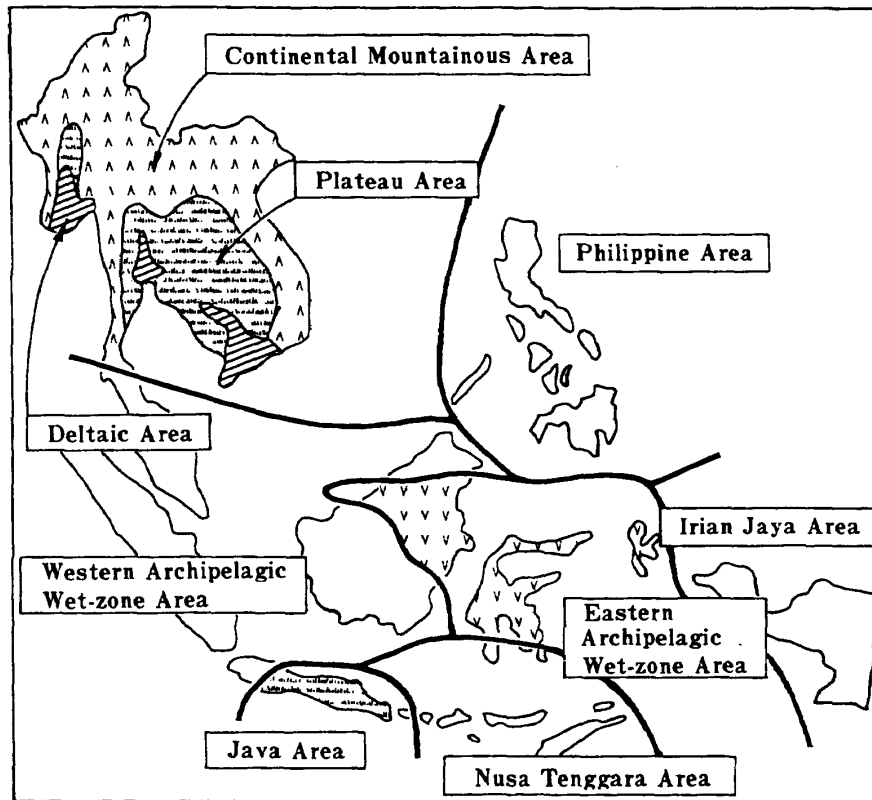 Continental Mountainous Area
Plateau Area
Philippine Area
Deltaic Area
Irian Jaya Area
Western Archipelagic
Wet-zone Area
Eastern
Archipelagic
Wet-zone Area
Java Area
Nusa Tenggara Area